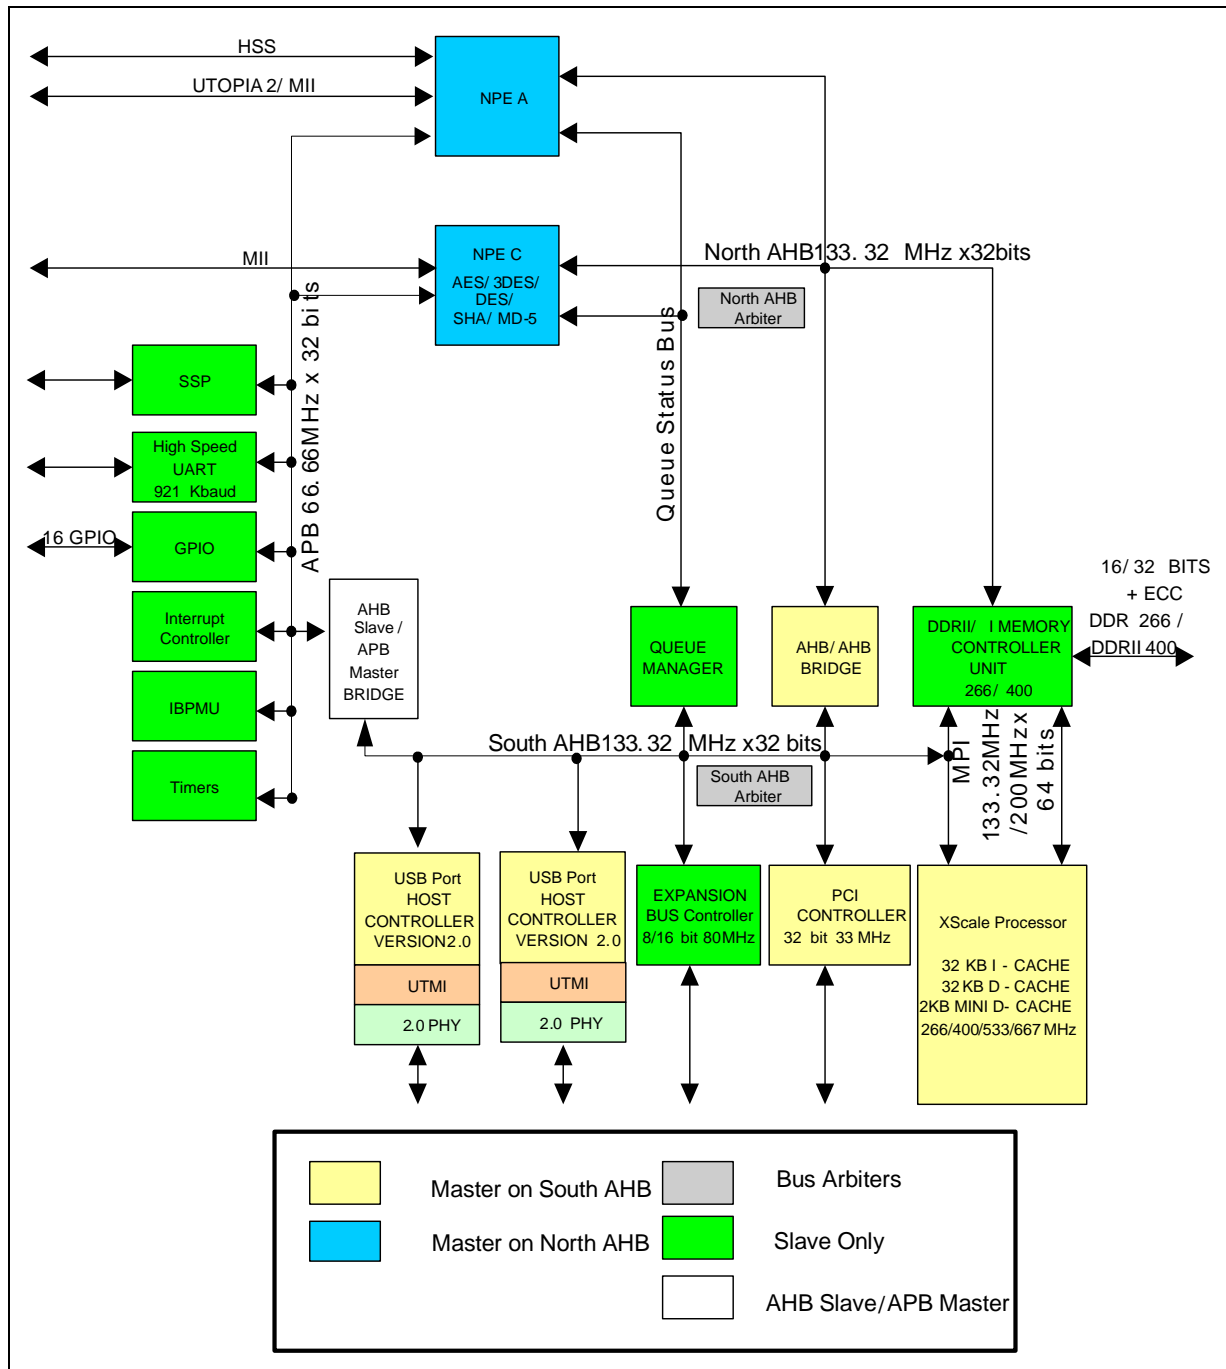 HSS
UTOPIA 2/ MII
NPE A
MII
NPE C
AES/ 3DES/
DES/
SHA/ MD-5
North AHB133. 32 MHz x32bits
North AHB
Arbiter
APB 66. 66MHz x 32 bits
Queue Status Bus
SSP
High Speed
UART
921 Kbaud
16 GPIO
GPIO
Interrupt
Controller
IBPMU
Timers
AHB
Slave /
APB
Master
BRIDGE
QUEUE
MANAGER
AHB/ AHB
BRIDGE
DDRII/ I MEMORY
CONTROLLER
UNIT
266/ 400
16/ 32 BITS
+ ECC
DDR 266 /
DDRII 400
South AHB133. 32 MHz x32 bits
South AHB
Arbiter
MPI
133. 32MHz
/200 MHz x
64 bits
USB Port
HOST
CONTROLLER
VERSION2.0
UTMI
2.0 PHY
USB Port
HOST
CONTROLLER
VERSION 2.0
UTMI
2.0 PHY
EXPANSION
BUS Controller
8/16 bit 80MHz
PCI
CONTROLLER
32 bit 33 MHz
XScale Processor
32 KB I - CACHE
32 KB D - CACHE
2KB MINI D- CACHE
266/400/533/667 MHz
Master on South AHB
Bus Arbiters
Master on North AHB
Slave Only
AHB Slave/APB Master